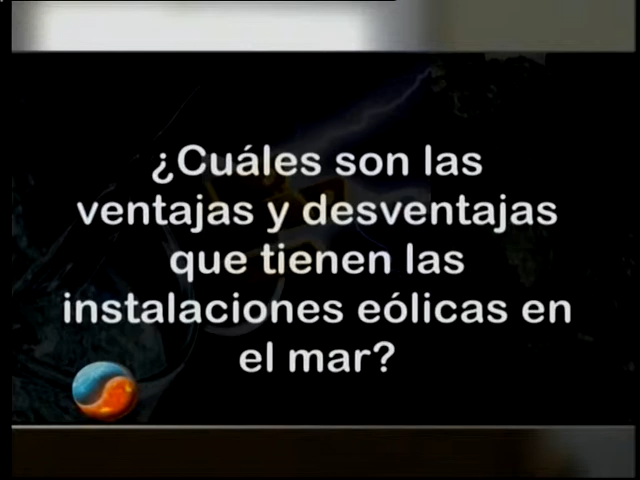 ¿Cuáles son las
ventajas y desventajas
que tienen las
instalaciones eólicas en
el mar?